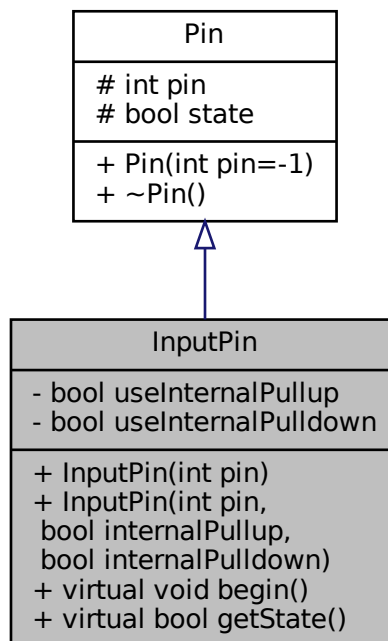 Pin
# int pin
# bool state
+ Pin(int pin=-1)
+ ~Pin()
InputPin
- bool useInternalPullup
- bool useInternalPulldown
+ InputPin(int pin)
+ InputPin(int pin,
bool internalPullup,
bool internalPulldown)
+ virtual void begin()
+ virtual bool getState()